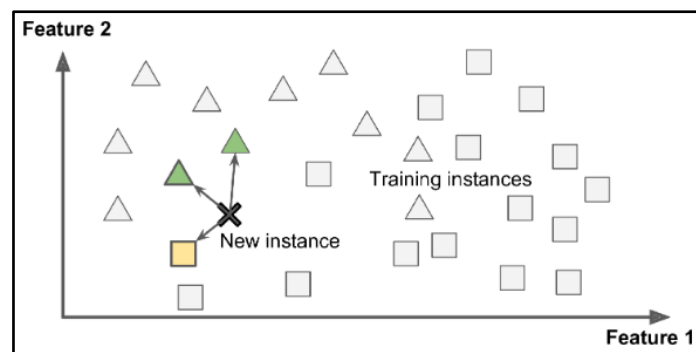 Feature 2
Training instances
New instance
Feature 1